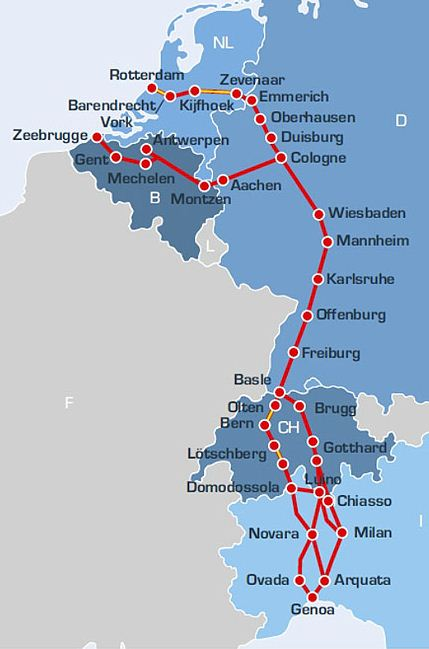 NL
Rotterdam
Zevenaar
Barendrecht/
Vork
Kijfhoek
Emmerich
Oberhausen
D
Zeebrugge
Antwerpen
Duisburg
Gent
Cologne
Mechelen
Aachen
B
Montzen
Wiesbaden
L
Mannheim
Karlsruhe
Offenburg
Freiburg
Basle
F
Olten
Brugg
Bern
CH
Gotthard
Lötschberg
Luino
Domodossola
Chiasso
I
Novara
Milan
Ovada
Arquata
Genoa